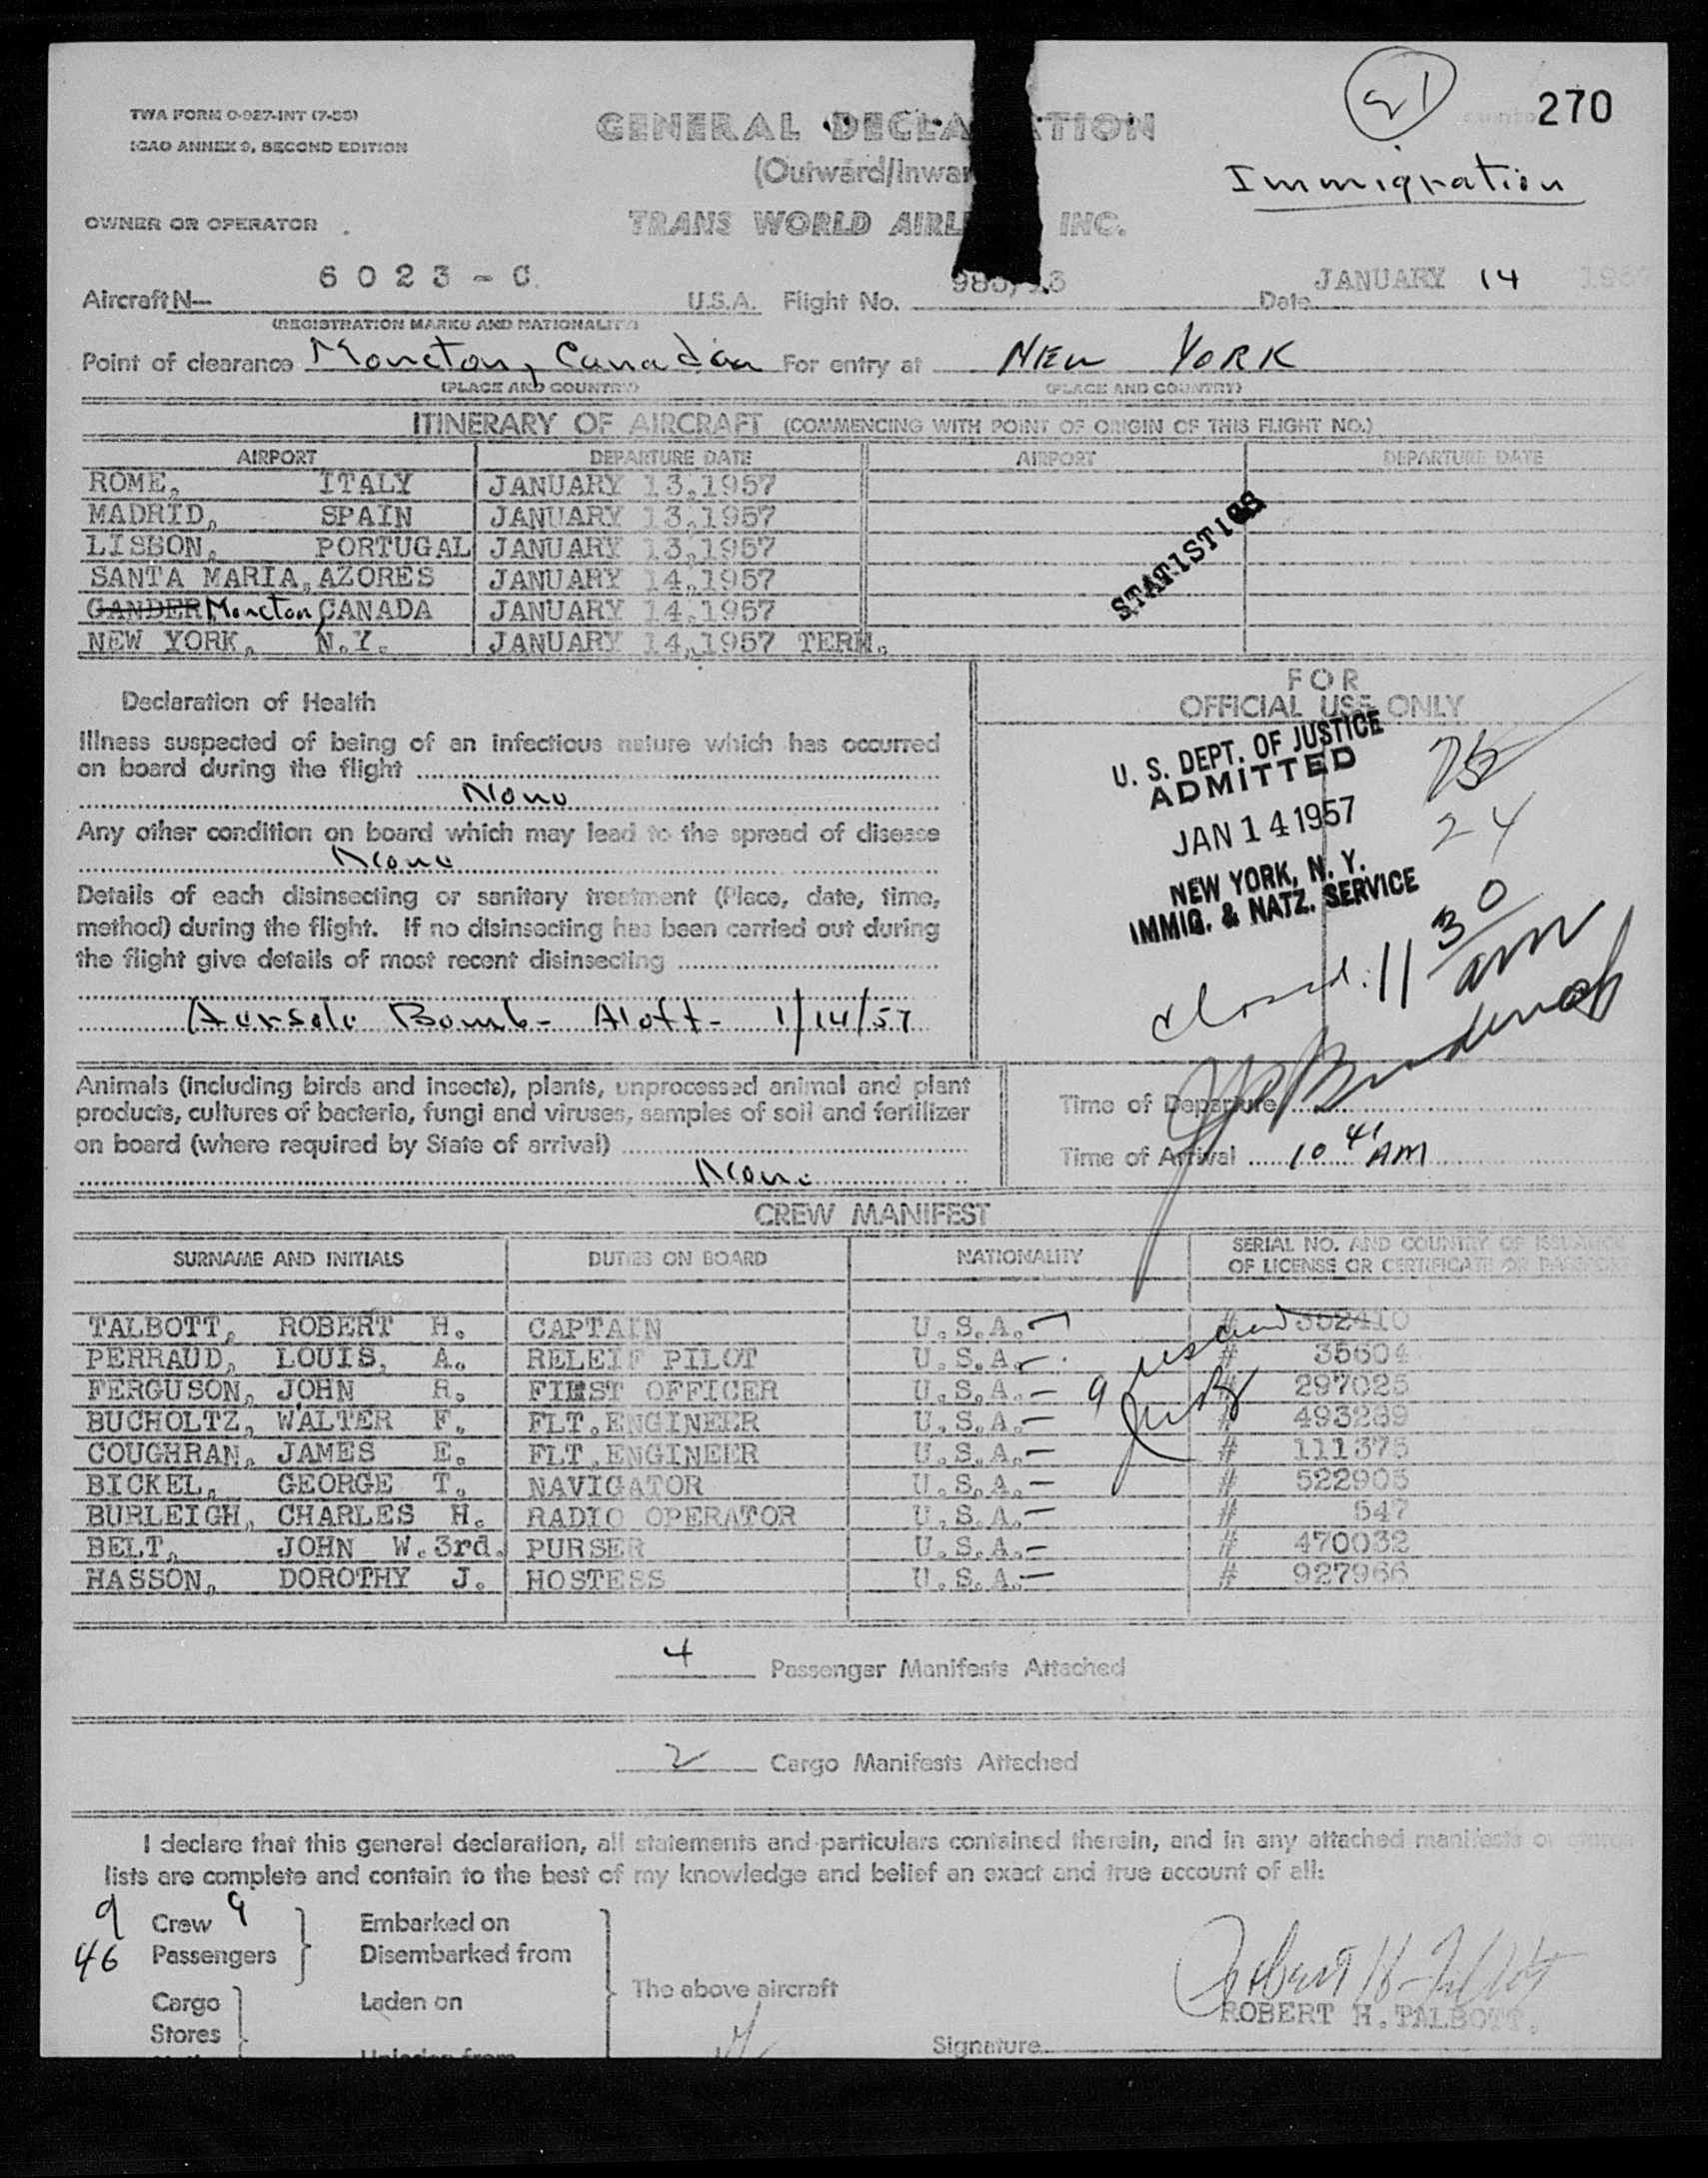 TWA FORM O-927-INT (7-55)
ICAO ANNEX 9, SECOND EDITION
GENERAL DECLA TION
(Outward/Inwar
21
270
Immigration
OWNER OR OPERATOR
TRANS WORLD AIRL INC.
Aircraft N— 6023-C U.S.A. Flight No. Date JANUARY 14
(REGISTRATION MARKS AND NATIONALITY)
Point of clearance Moncton, Canada For entry at NEW YORK
(PLACE AND COUNTRY) (PLACE AND COUNTRY)
ITINERARY OF AIRCRAFT (COMMENCING WITH POINT OF ORIGIN OF THIS FLIGHT NO.)
AIRPORT DEPARTURE DATE AIRPORT DEPARTURE DATE
ROME, ITALY JANUARY 13,1957
MADRID, SPAIN JANUARY 13,1957
LISBON, PORTUGAL JANUARY 13,1957
SANTA MARIA, AZORES JANUARY 14,1957
GANDER Moncton, CANADA JANUARY 14,1957
NEW YORK, N.Y. JANUARY 14,1957 TERM.
STATISTICS
Declaration of Health
Illness suspected of being of an infectious nature which has occurred
on board during the flight
None
Any other condition on board which may lead to the spread of disease
None
Details of each disinsecting or sanitary treatment (Place, date, time,
method) during the flight. If no disinsecting has been carried out during
the flight give details of most recent disinsecting
Aersole Bomb- Aloft- 1/14/57
FOR
OFFICIAL USE ONLY
U. S. DEPT. OF JUSTICE
ADMITTED
JAN 14 1957
NEW YORK, N. Y.
IMMIG. & NATZ. SERVICE
24
closed: 11 30 am
Animals (including birds and insects), plants, unprocessed animal and plant
products, cultures of bacteria, fungi and viruses, samples of soil and fertilizer
on board (where required by State of arrival)
None
Time of Departure
Time of Arrival 10 41 AM
CREW MANIFEST
SURNAME AND INITIALS DUTIES ON BOARD NATIONALITY SERIAL NO. AND COUNTRY OF ISSUANCE
OF LICENSE OR CERTIFICATE OR PASSPORT
TALBOTT, ROBERT H. CAPTAIN U.S.A. # 302410
PERRAUD, LOUIS, A. RELEIF PILOT U.S.A. # 35604
FERGUSON, JOHN R. FIRST OFFICER U.S.A. 9 # 297025
BUCHOLTZ, WALTER F. FLT.ENGINEER U.S.A. # 493289
COUGHRAN, JAMES E. FLT.ENGINEER U.S.A. # 111375
BICKEL, GEORGE T. NAVIGATOR U.S.A. # 522905
BURLEIGH, CHARLES H. RADIO OPERATOR U.S.A. # 547
BELT, JOHN W.3rd. PURSER U.S.A. # 470032
HASSON, DOROTHY J. HOSTESS U.S.A. # 927966
4 Passenger Manifests Attached
2 Cargo Manifests Attached
I declare that this general declaration, all statements and particulars contained therein, and in any attached manifests or
lists are complete and contain to the best of my knowledge and belief an exact and true account of all:
9 Crew 9 Embarked on
46 Passengers Disembarked from
The above aircraft
Cargo Laden on
Stores
Robert H. Talbott
ROBERT H. TALBOTT.
Signature